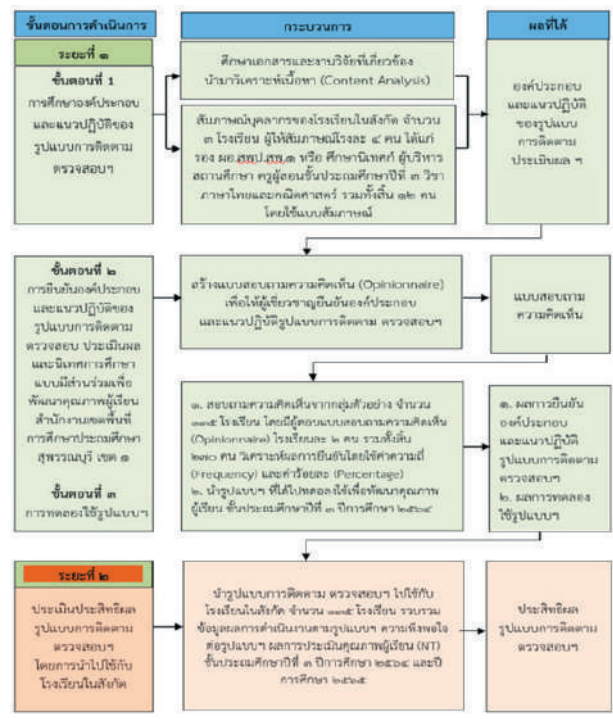 ขั้นตอนการดำเนินการ
กระบวนการ
ผลที่ได้
ระยะที่ ๑
ขั้นตอนที่ 1
การศึกษาองค์ประกอบ
และแนวปฏิบัติของ
รูปแบบการติดตาม
ตรวจสอบฯ
ศึกษาเอกสารและงานวิจัยที่เกี่ยวข้อง
นำมาวิเคราะห์เนื้อหา (Content Analysis)
สัมภาษณ์บุคลากรของโรงเรียนในสังกัด จำนวน
๓ โรงเรียน ผู้ให้สัมภาษณ์โรงละ ๔ คน ได้แก่
รอง ผอ.สพป.สพ.๑ หรือ ศึกษานิเทศก์ ผู้บริหาร
สถานศึกษา ครูผู้สอนชั้นประถมศึกษาปีที่ ๓ วิชา
ภาษาไทยและคณิตศาสตร์ รวมทั้งสิ้น ๑๒ คน
โดยใช้แบบสัมภาษณ์
องค์ประกอบ
และแนวปฏิบัติ
ของรูปแบบ
การติดตาม
ประเมินผล ฯ
ขั้นตอนที่ ๒
การยืนยันองค์ประกอบ
และแนวปฏิบัติของ
รูปแบบการติดตาม
ตรวจสอบ ประเมินผล
และนิเทศการศึกษา
แบบมีส่วนร่วมเพื่อ
พัฒนาคุณภาพผู้เรียน
สำนักงานเขตพื้นที่
การศึกษาประถมศึกษา
สุพรรณบุรี เขต ๑
ขั้นตอนที่ ๓
การทดลองใช้รูปแบบฯ
สร้างแบบสอบถามความคิดเห็น (Opinionnaire)
เพื่อให้ผู้เชี่ยวชาญยืนยันองค์ประกอบ
และแนวปฏิบัติรูปแบบการติดตาม ตรวจสอบฯ
แบบสอบถาม
ความคิดเห็น
๑. สอบถามความคิดเห็นจากกลุ่มตัวอย่าง จำนวน
๑๓๕ โรงเรียน โดยมีผู้ตอบแบบสอบถามความคิดเห็น
(Opinionnaire) โรงเรียนละ ๒ คน รวมทั้งสิ้น
๒๗๐ คน วิเคราะห์ผลการยืนยันโดยใช้ค่าความถี่
(Frequency) และค่าร้อยละ (Percentage)
๒. นำรูปแบบฯ ที่ได้ไปทดลองใช้เพื่อพัฒนาคุณภาพ
ผู้เรียน ชั้นประถมศึกษาปีที่ ๓ ปีการศึกษา ๒๕๖๔
๑. ผลการยืนยัน
องค์ประกอบ
และแนวปฏิบัติ
รูปแบบการติดตาม
ตรวจสอบฯ
๒. ผลการทดลอง
ใช้รูปแบบฯ
ระยะที่ ๒
ประเมินประสิทธิผล
รูปแบบการติดตาม
ตรวจสอบฯ
โดยการนำไปใช้กับ
โรงเรียนในสังกัด
นำรูปแบบการติดตาม ตรวจสอบฯ ไปใช้กับ
โรงเรียนในสังกัด จำนวน ๑๓๕ โรงเรียน รวบรวม
ข้อมูลผลการดำเนินงานตามรูปแบบฯ ความพึงพอใจ
ต่อรูปแบบฯ ผลการประเมินคุณภาพผู้เรียน (NT)
ชั้นประถมศึกษาปีที่ ๓ ปีการศึกษา ๒๕๖๔ และปี
การศึกษา ๒๕๖๕
ประสิทธิผล
รูปแบบการติดตาม
ตรวจสอบฯ